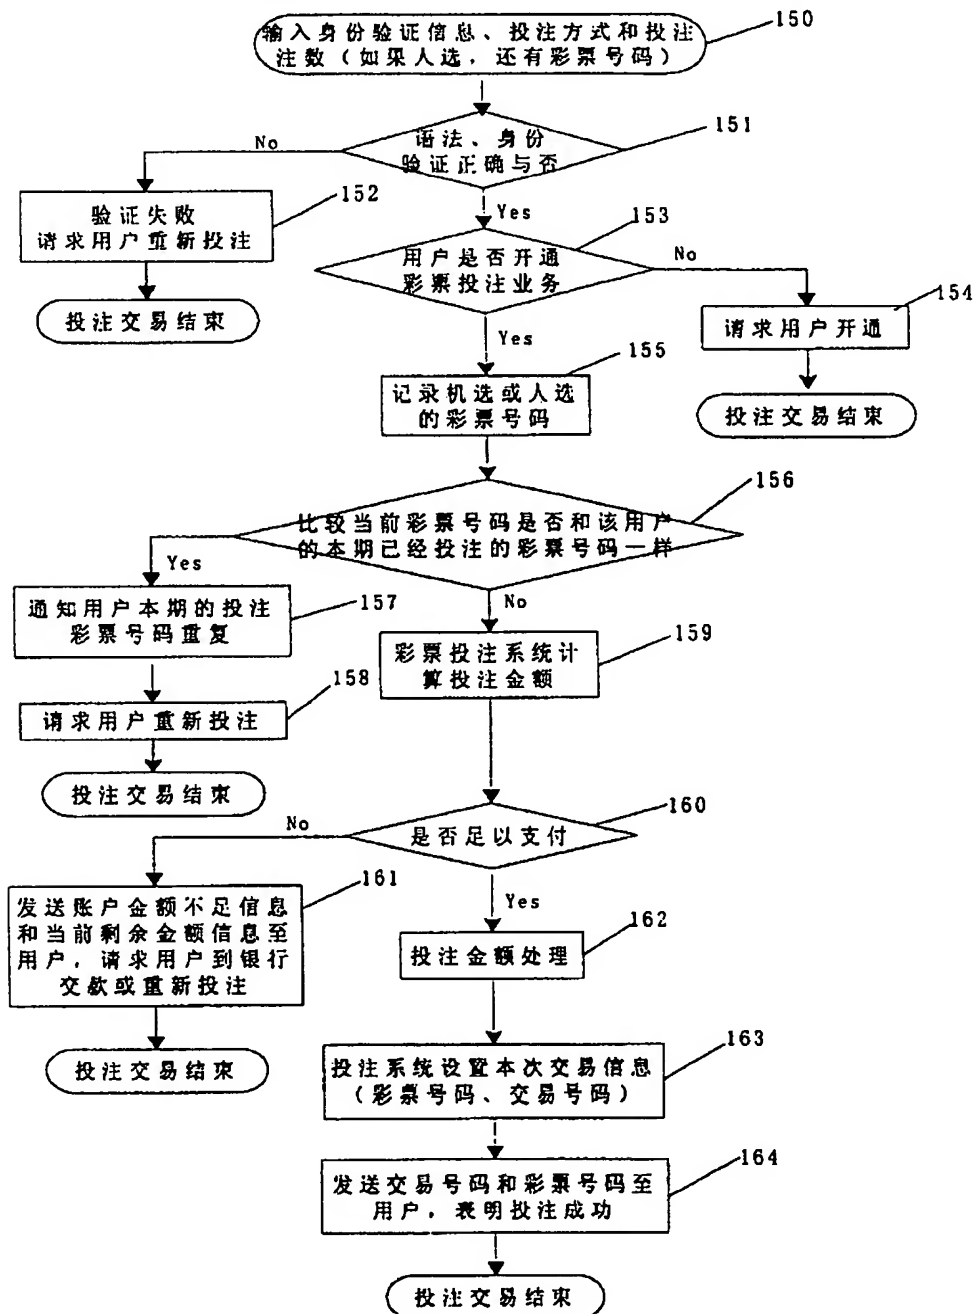 输入身份验证信息、投注方式和投注
注数（如果人选，还有彩票号码）
150
语法、身份
验证正确与否
151
No
Yes
验证失败
请求用户重新投注
152
投注交易结束
用户是否开通
彩票投注业务
153
No
Yes
请求用户开通
154
投注交易结束
记录机选或人选
的彩票号码
155
比较当前彩票号码是否和该用户
的本期已经投注的彩票号码一样
156
Yes
No
通知用户本期的投注
彩票号码重复
157
请求用户重新投注
158
投注交易结束
彩票投注系统计
算投注金额
159
是否足以支付
160
No
Yes
发送账户金额不足信息
和当前剩余金额信息至
用户，请求用户到银行
交款或重新投注
161
投注交易结束
投注金额处理
162
投注系统设置本次交易信息
（彩票号码、交易号码）
163
发送交易号码和彩票号码至
用户，表明投注成功
164
投注交易结束